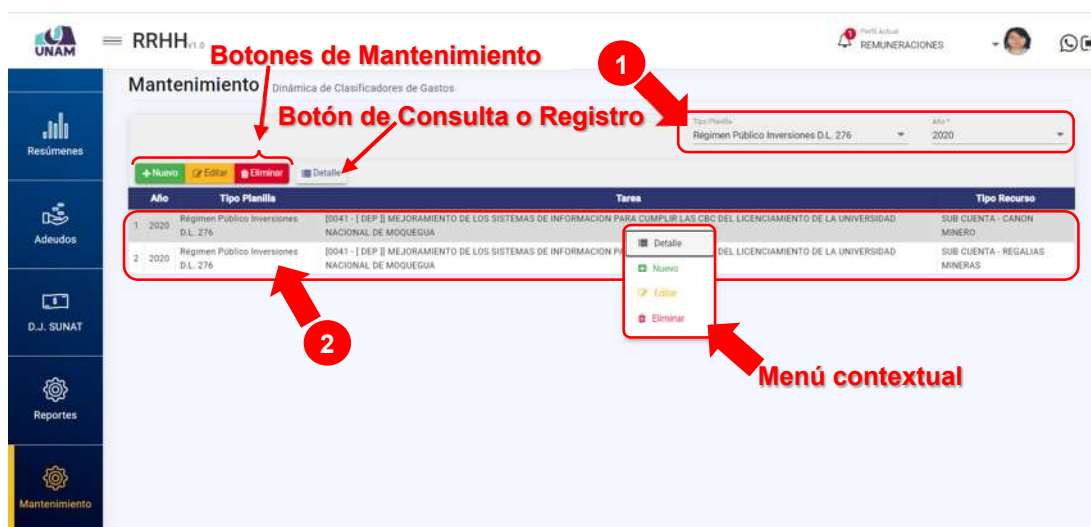 UNAM
RRHH v1.0
Perfil Actual
REMUNERACIONES
Botones de Mantenimiento
1
Mantenimiento Dinámica de Clasificadores de Gastos
Botón de Consulta o Registro
Tipo Planilla
Régimen Público Inversiones D.L. 276
Año *
2020
Resúmenes
Nuevo Editar Eliminar Detalle
Año Tipo Planilla Tarea Tipo Recurso
1 2020 Régimen Público Inversiones D.L. 276 [0041 - [ DEP ]] MEJORAMIENTO DE LOS SISTEMAS DE INFORMACION PARA CUMPLIR LAS CBC DEL LICENCIAMIENTO DE LA UNIVERSIDAD NACIONAL DE MOQUEGUA SUB CUENTA - CANON MINERO
2 2020 Régimen Público Inversiones D.L. 276 [0041 - [ DEP ]] MEJORAMIENTO DE LOS SISTEMAS DE INFORMACION DEL LICENCIAMIENTO DE LA UNIVERSIDAD NACIONAL DE MOQUEGUA SUB CUENTA - REGALIAS MINERAS
Detalle
Nuevo
Editar
Eliminar
Adeudos
D.J. SUNAT
2
Menú contextual
Reportes
Mantenimiento